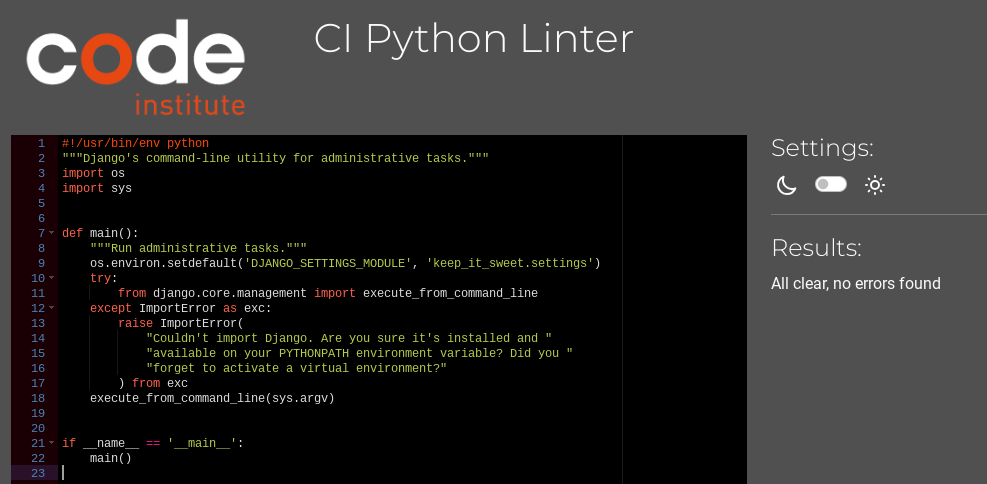 code
institute
CI Python Linter
1 #!/usr/bin/env python
2 """Django's command-line utility for administrative tasks."""
3 import os
4 import sys
5
6
7 def main():
8     """Run administrative tasks."""
9     os.environ.setdefault('DJANGO_SETTINGS_MODULE', 'keep_it_sweet.settings')
10     try:
11         from django.core.management import execute_from_command_line
12     except ImportError as exc:
13         raise ImportError(
14             "Couldn't import Django. Are you sure it's installed and "
15             "available on your PYTHONPATH environment variable? Did you "
16             "forget to activate a virtual environment?"
17         ) from exc
18     execute_from_command_line(sys.argv)
19
20
21 if __name__ == '__main__':
22     main()
23
Settings:
Results:
All clear, no errors found